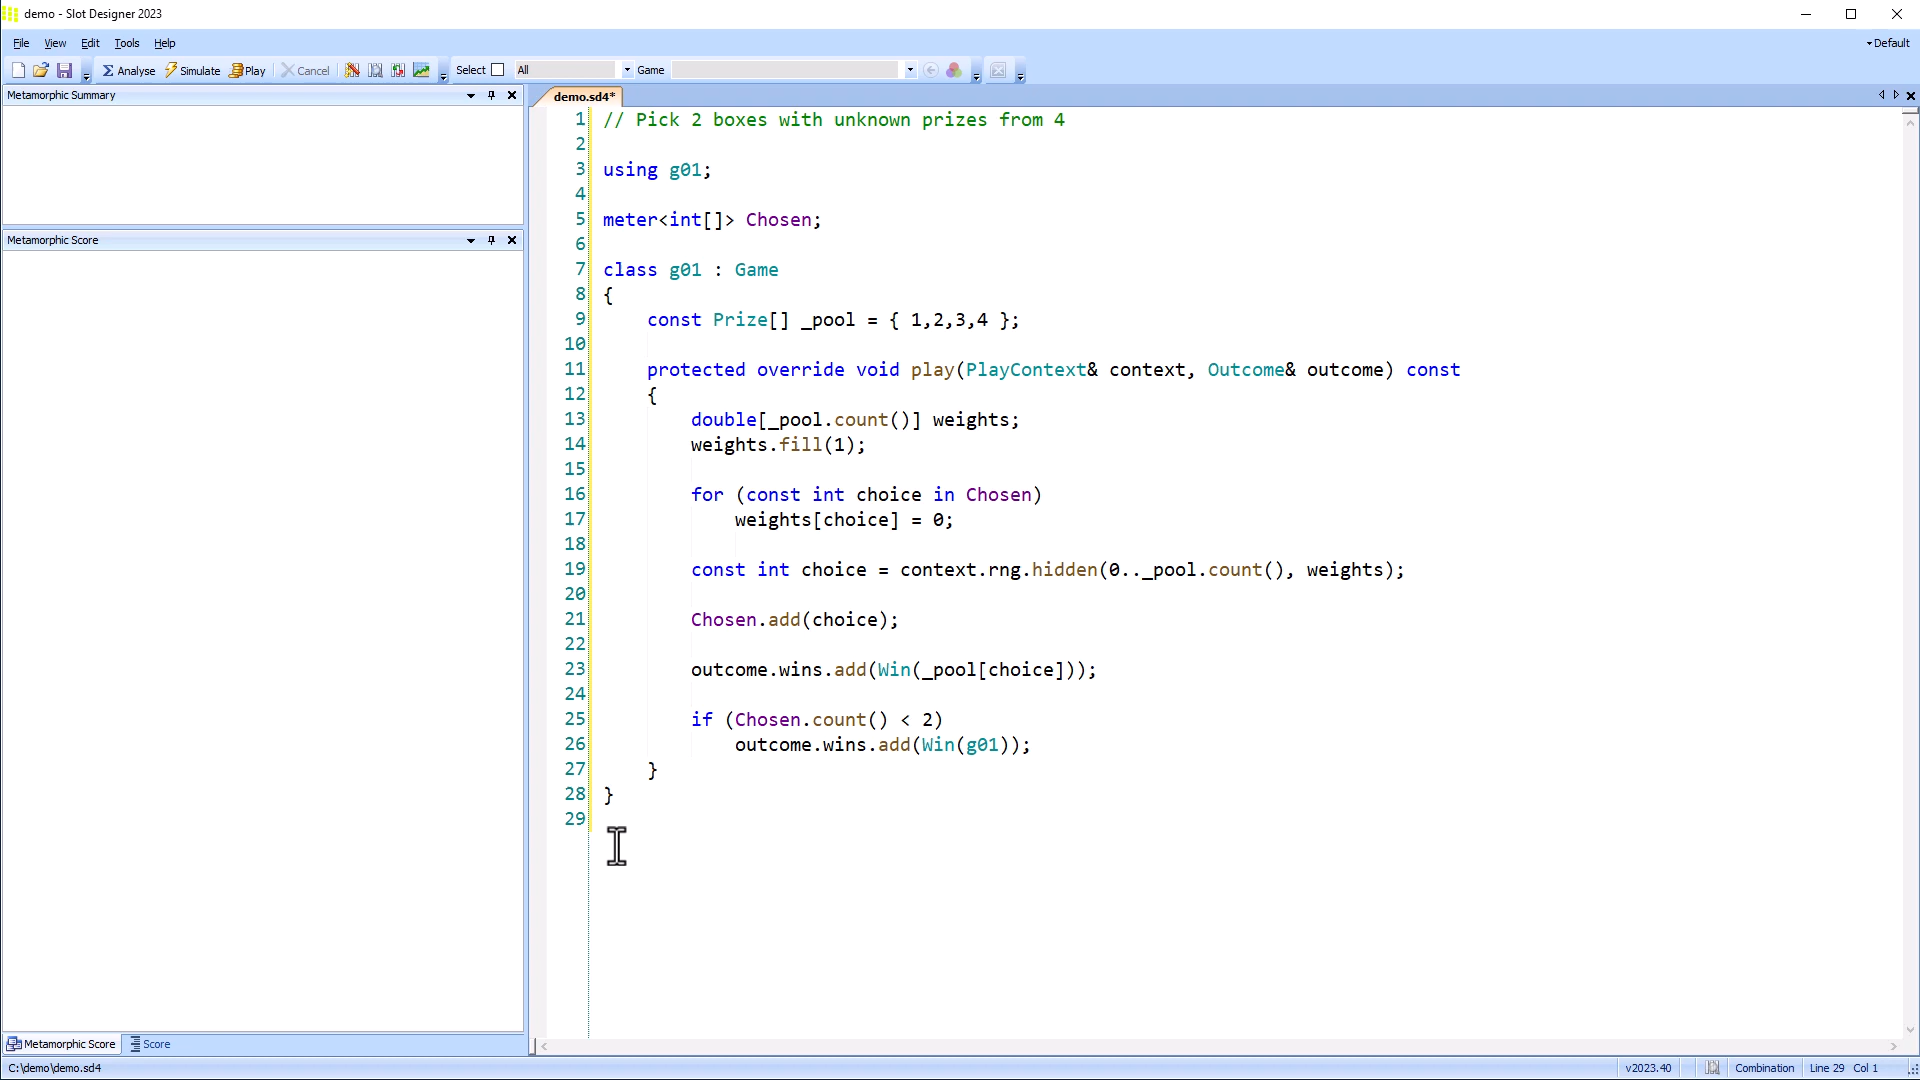 demo - Slot Designer 2023
File View Edit Tools Help
Default
Analyse Simulate Play Cancel Select All Game
Metamorphic Summary
Metamorphic Score
demo.sd4*
1 // Pick 2 boxes with unknown prizes from 4
2
3 using g01;
4
5 meter<int[]> Chosen;
6
7 class g01 : Game
8 {
9 const Prize[] _pool = { 1,2,3,4 };
10
11 protected override void play(PlayContext& context, Outcome& outcome) const
12 {
13 double[_pool.count()] weights;
14 weights.fill(1);
15
16 for (const int choice in Chosen)
17 weights[choice] = 0;
18
19 const int choice = context.rng.hidden(0.._pool.count(), weights);
20
21 Chosen.add(choice);
22
23 outcome.wins.add(Win(_pool[choice]));
24
25 if (Chosen.count() < 2)
26 outcome.wins.add(Win(g01));
27 }
28 }
29
Metamorphic Score Score
C:\demo\demo.sd4
v2023.40 Combination Line 29 Col 1